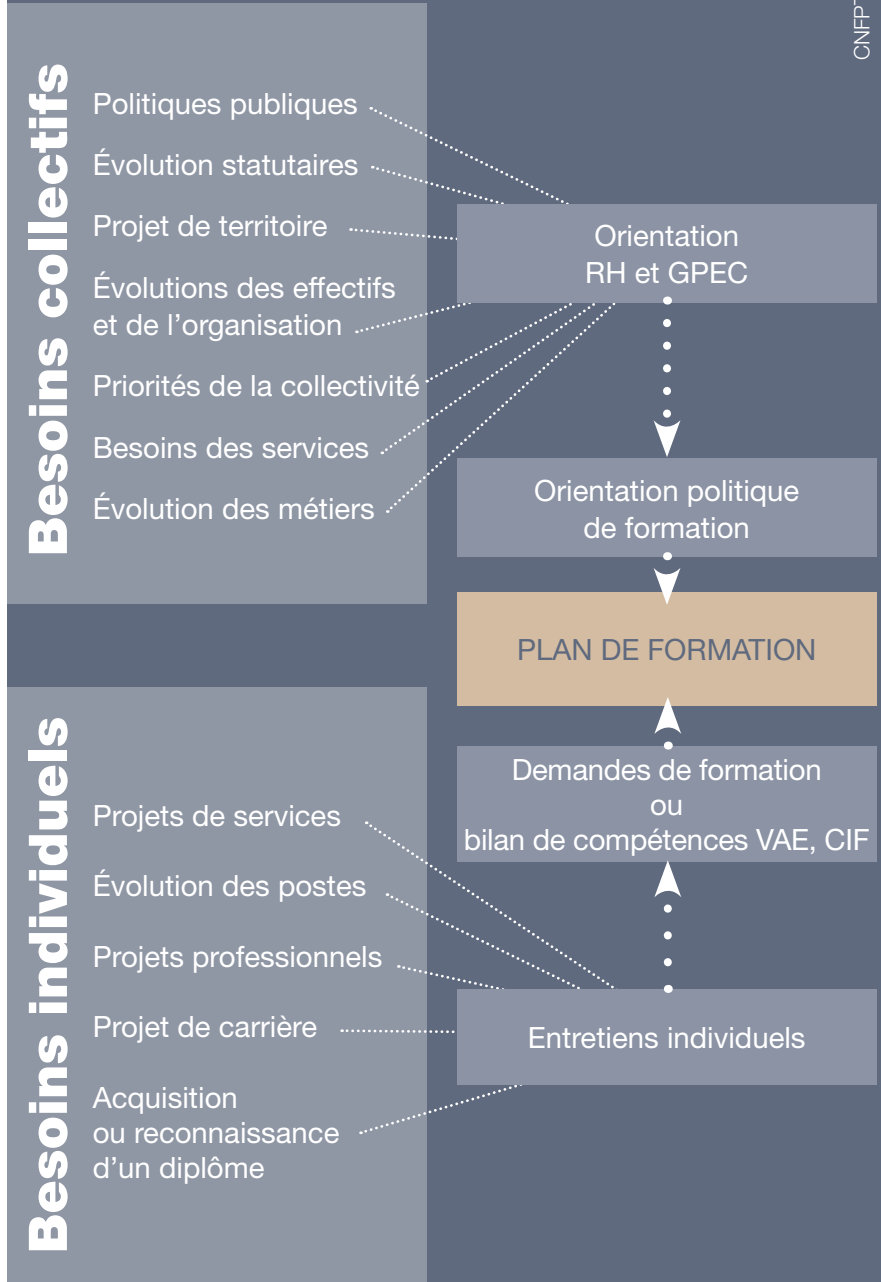 Besoins collectifs
Politiques publiques
Évolution statutaires
Projet de territoire
Évolutions des effectifs
et de l'organisation
Priorités de la collectivité
Besoins des services
Évolution des métiers
Orientation
RH et GPEC
Orientation politique
de formation
PLAN DE FORMATION
Besoins individuels
Projets de services
Évolution des postes
Projets professionnels
Projet de carrière
Acquisition
ou reconnaissance
d'un diplôme
Demandes de formation
ou
bilan de compétences VAE, CIF
Entretiens individuels
CNFPT